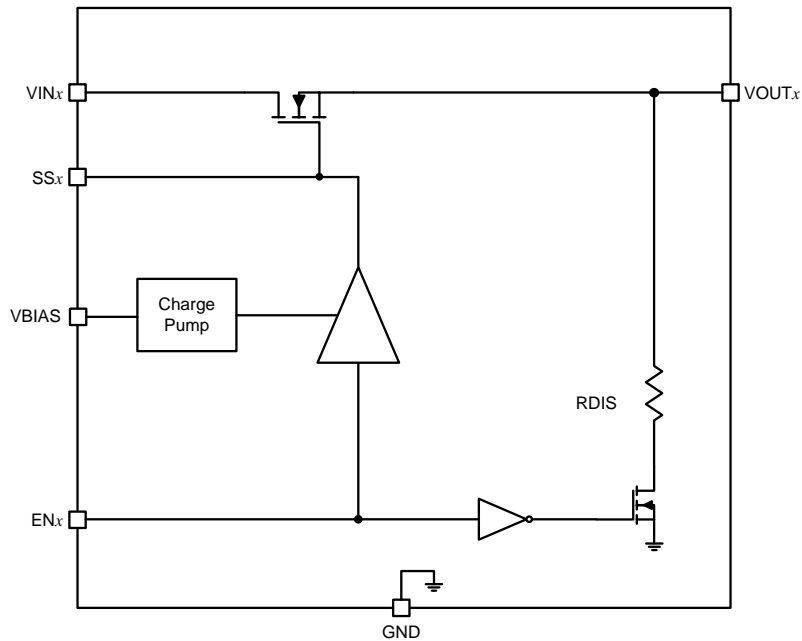 VINx
VOUTx
SSx
VBIAS
Charge
Pump
RDIS
ENx
GND